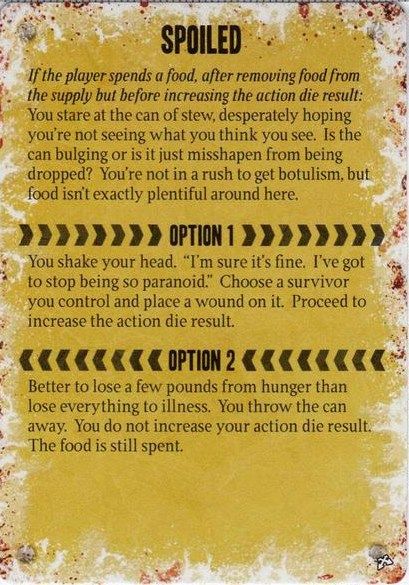 SPOILED
If the player spends a food, after removing food from
the supply but before increasing the action die result:
You stare at the can of stew, desperately hoping
you're not seeing what you think you see. Is the
can bulging or is it just misshapen from being
dropped? You're not in a rush to get botulism, but
food isn't exactly plentiful around here.
OPTION 1
You shake your head. "I'm sure it's fine. I've got
to stop being so paranoid." Choose a survivor
you control and place a wound on it. Proceed to
increase the action die result.
OPTION 2
Better to lose a few pounds from hunger than
lose everything to illness. You throw the can
away. You do not increase your action die result.
The food is still spent.